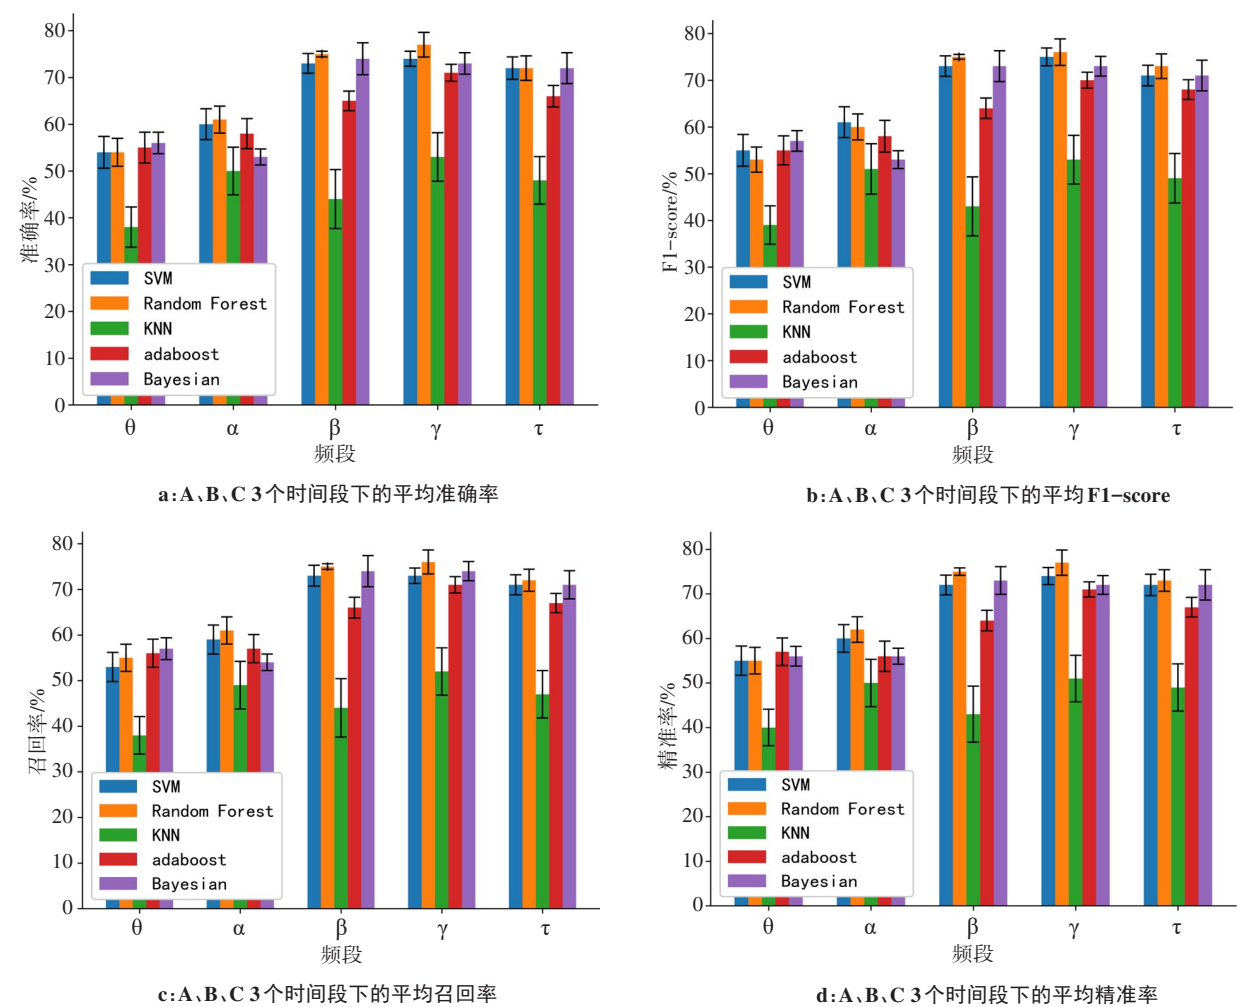 80
70
60
50
40
30
20
10
0
准确率/%
SVM
Random Forest
KNN
adaboost
Bayesian
θ α β γ τ
频段
a:A、B、C 3个时间段下的平均准确率
80
70
60
50
40
30
20
10
0
F1-score/%
SVM
Random Forest
KNN
adaboost
Bayesian
θ α β γ τ
频段
b:A、B、C 3个时间段下的平均F1-score
80
70
60
50
40
30
20
10
0
召回率/%
SVM
Random Forest
KNN
adaboost
Bayesian
θ α β γ τ
频段
c:A、B、C 3个时间段下的平均召回率
80
70
60
50
40
30
20
10
0
精准率/%
SVM
Random Forest
KNN
adaboost
Bayesian
θ α β γ τ
频段
d:A、B、C 3个时间段下的平均精准率